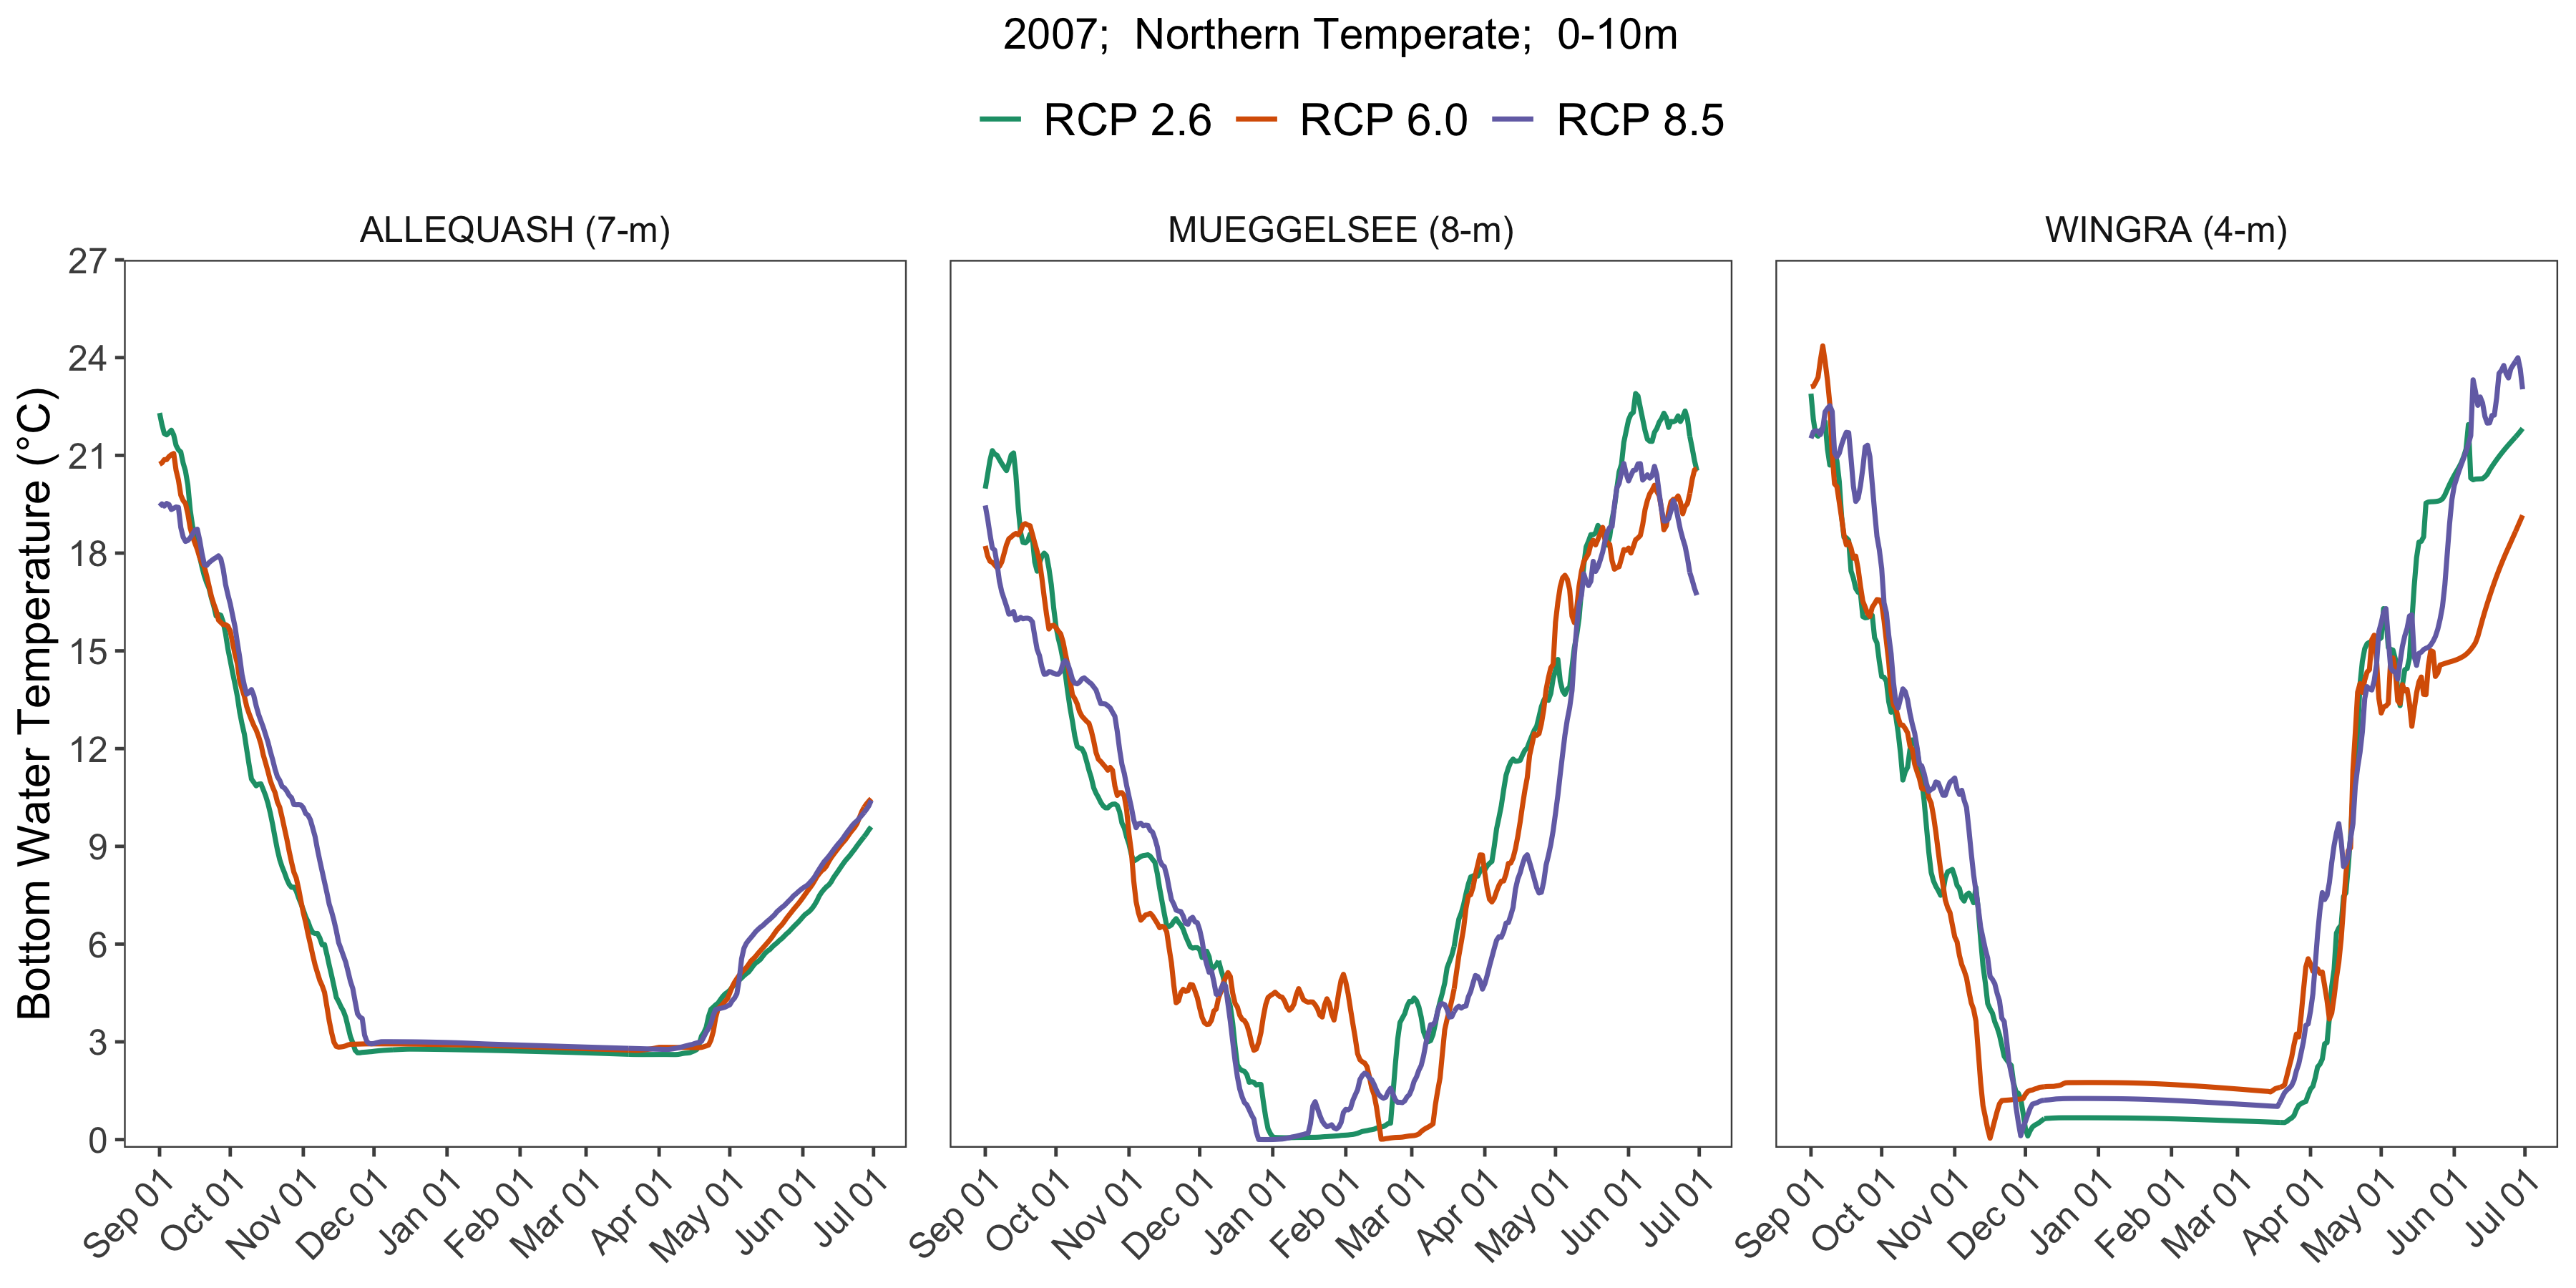 2007;  Northern Temperate;  0-10m
RCP 2.6 RCP 6.0 RCP 8.5
ALLEQUASH (7-m) MUEGGELSEE (8-m) WINGRA (4-m)
Bottom Water Temperature (°C)
27
24
21
18
15
12
9
6
3
0
Sep 01 Oct 01 Nov 01 Dec 01 Jan 01 Feb 01 Mar 01 Apr 01 May 01 Jun 01 Jul 01 Sep 01 Oct 01 Nov 01 Dec 01 Jan 01 Feb 01 Mar 01 Apr 01 May 01 Jun 01 Jul 01 Sep 01 Oct 01 Nov 01 Dec 01 Jan 01 Feb 01 Mar 01 Apr 01 May 01 Jun 01 Jul 01